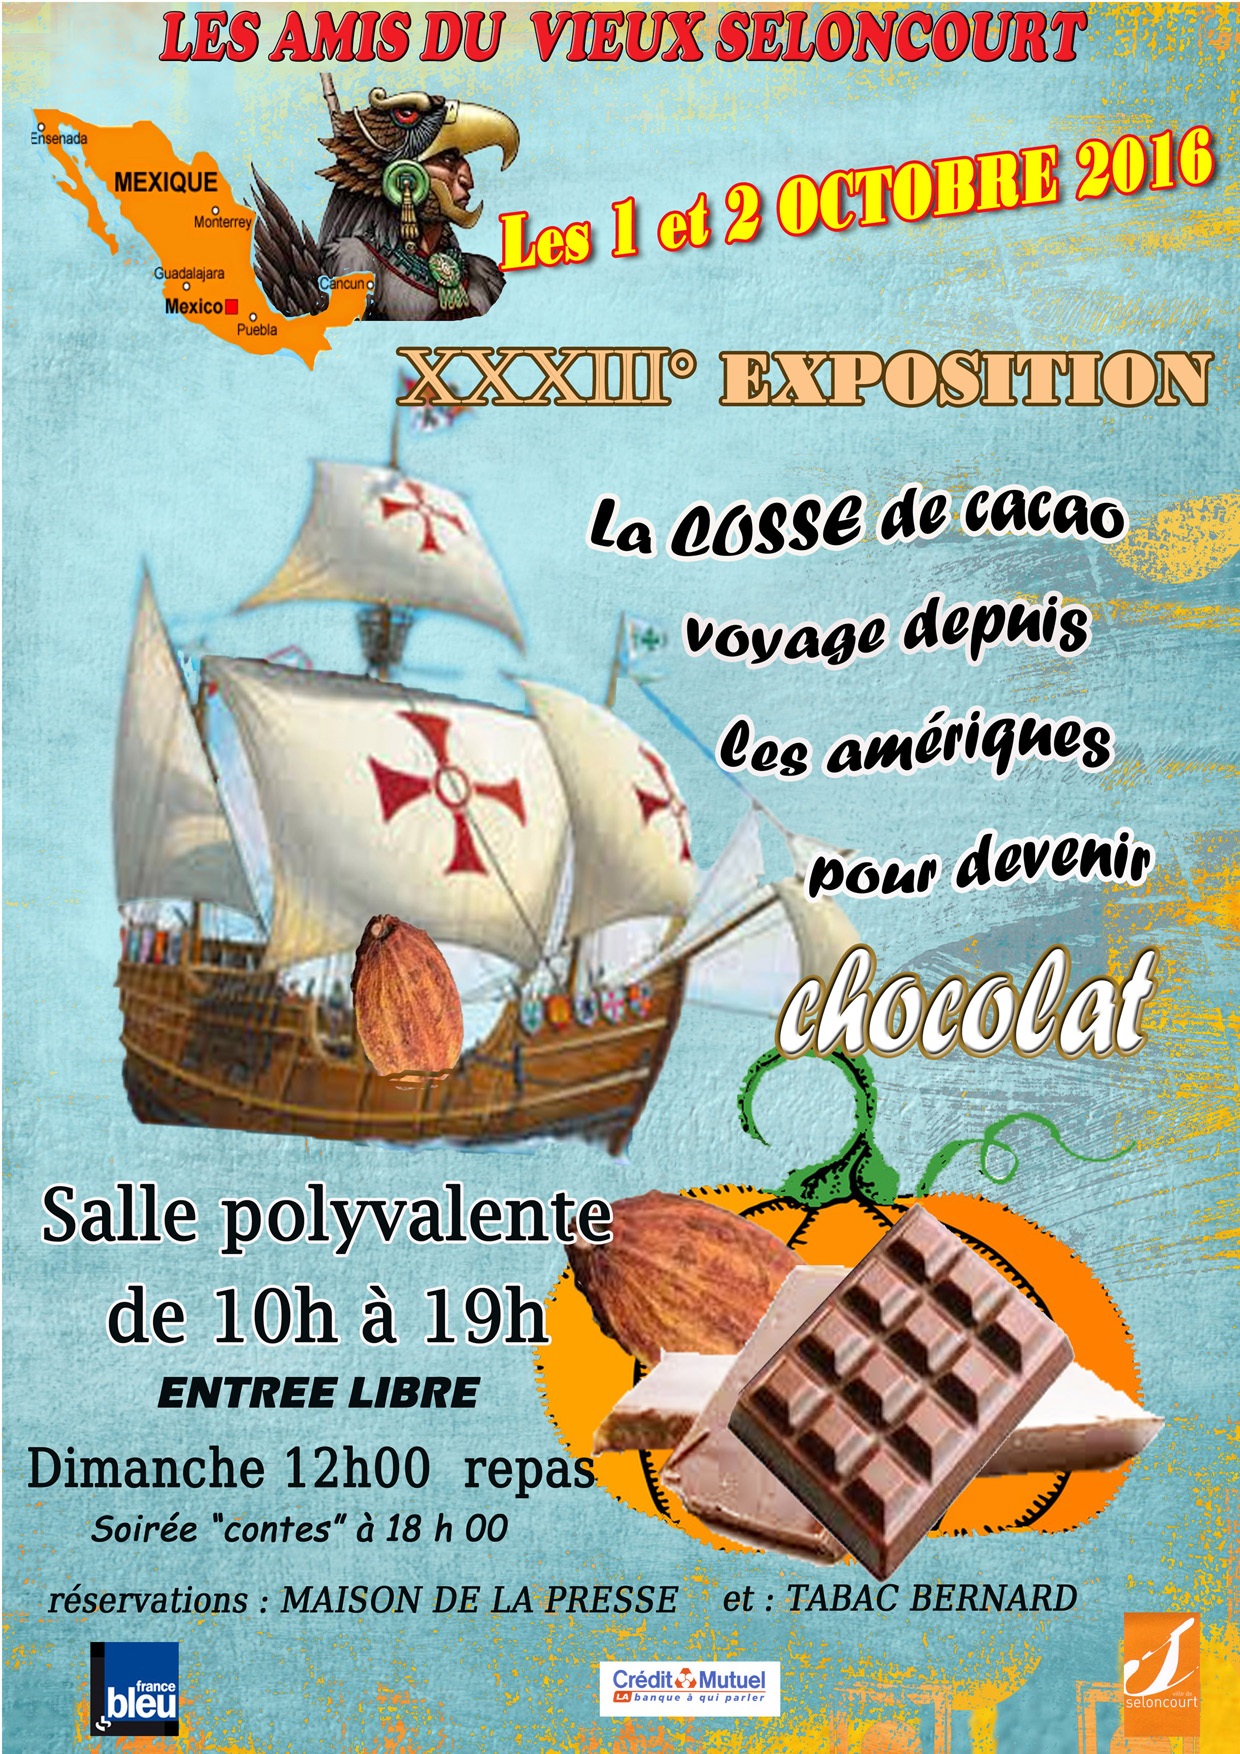 LES AMIS DU VIEUX SELONCOURT
Ensenada
MEXIQUE
Monterrey
Guadalajara
Cancun
Mexico
Puebla
Les 1 et 2 OCTOBRE 2016
XXXIII° EXPOSITION
La COSSE de cacao
voyage depuis
les amériques
pour devenir
chocolat
Salle polyvalente
de 10h à 19h
ENTREE LIBRE
Dimanche 12h00 repas
Soirée "contes" à 18 h 00
réservations : MAISON DE LA PRESSE et : TABAC BERNARD
france
bleu
Crédit Mutuel
LA banque à qui parler
ville de
seloncourt